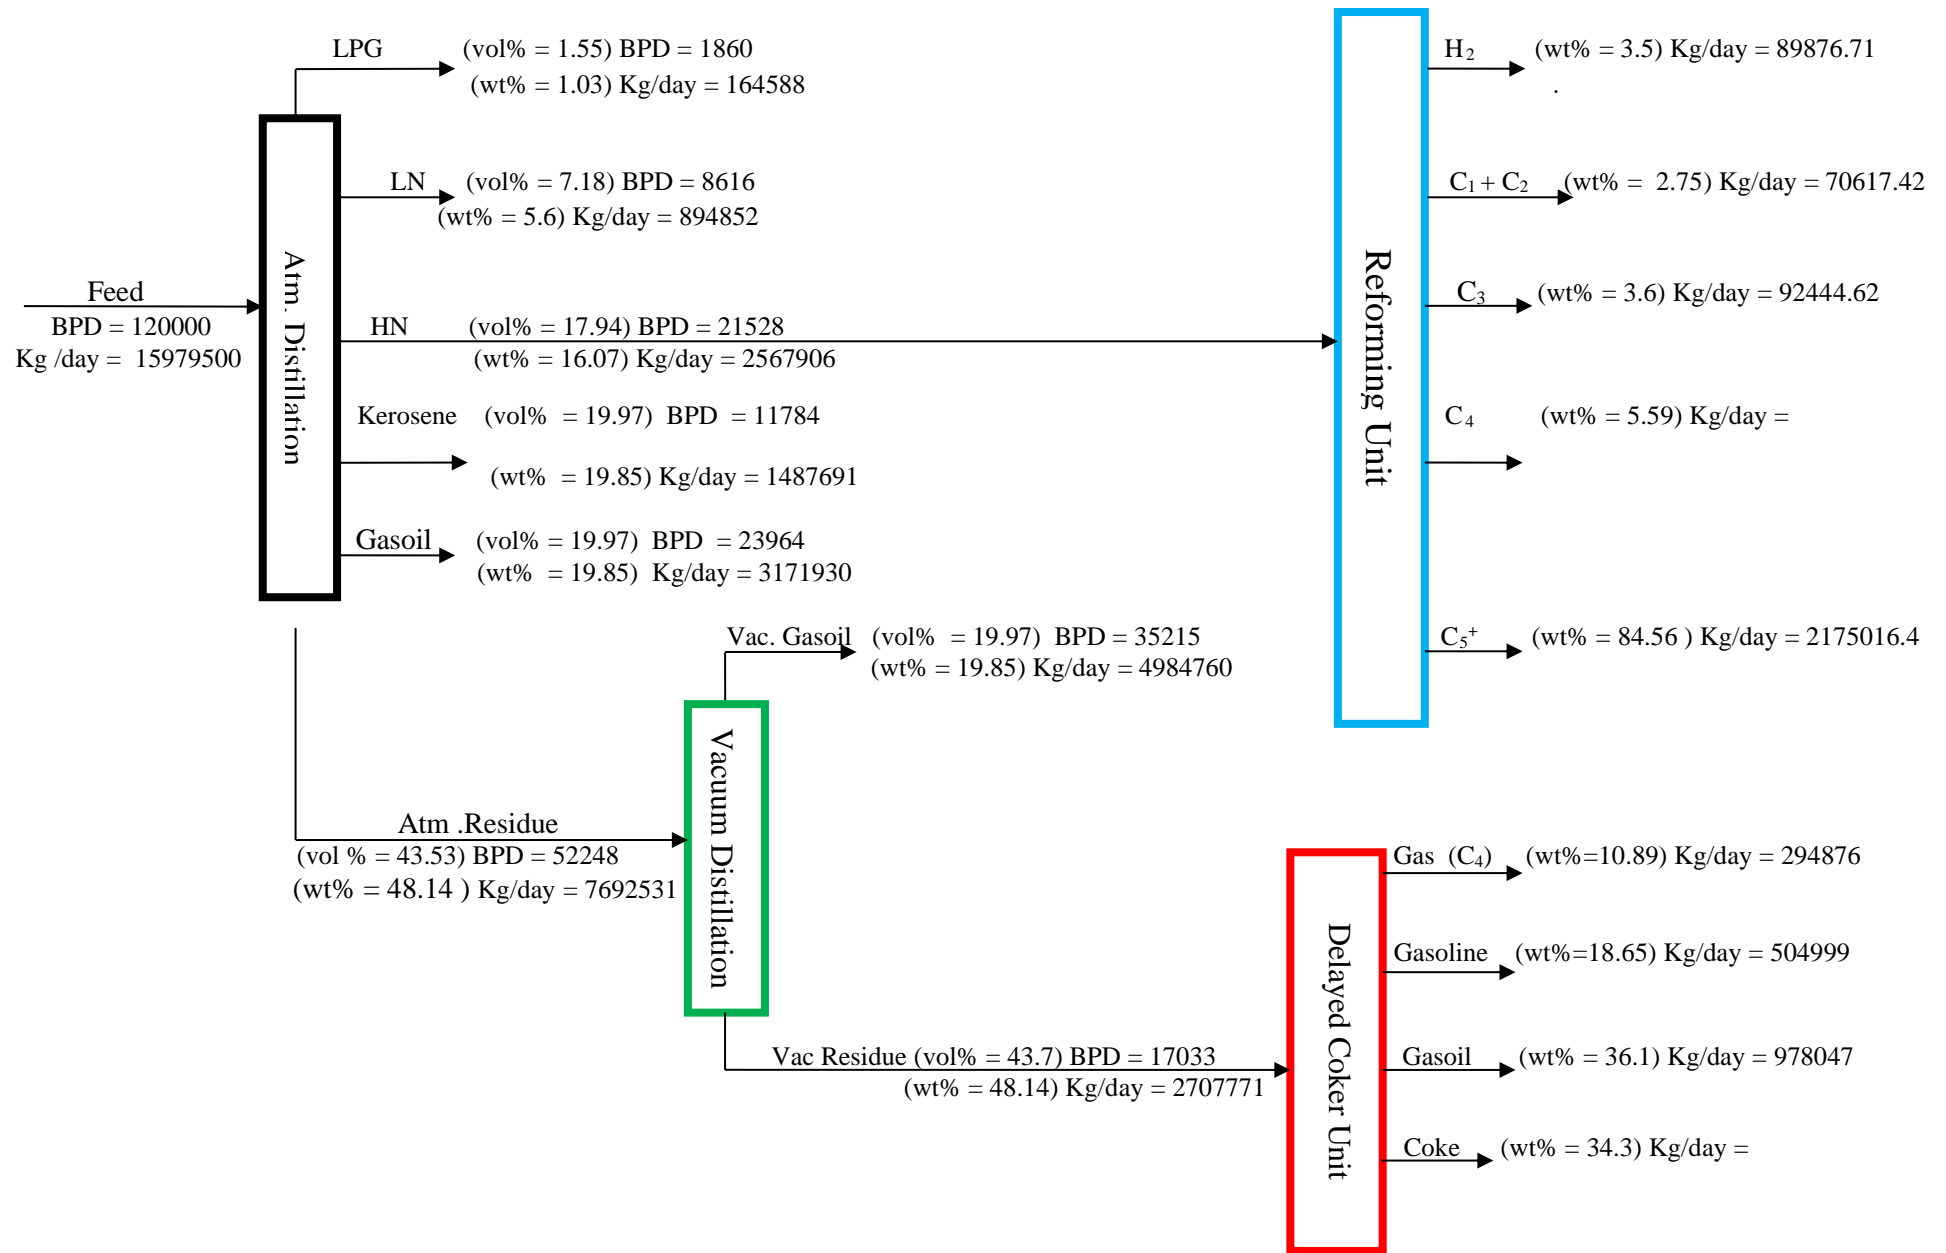 LPG (vol% = 1.55) BPD = 1860
(wt% = 1.03) Kg/day = 164588
LN (vol% = 7.18) BPD = 8616
(wt% = 5.6) Kg/day = 894852
Feed
BPD = 120000
Kg /day = 15979500
Atm. Distillation
HN (vol% = 17.94) BPD = 21528
(wt% = 16.07) Kg/day = 2567906
Kerosene (vol% = 19.97) BPD = 11784
(wt% = 19.85) Kg/day = 1487691
Gasoil (vol% = 19.97) BPD = 23964
(wt% = 19.85) Kg/day = 3171930
Reforming Unit
H₂ (wt% = 3.5) Kg/day = 89876.71
.
C₁ + C₂ (wt% = 2.75) Kg/day = 70617.42
C₃ (wt% = 3.6) Kg/day = 92444.62
C₄ (wt% = 5.59) Kg/day =
C₅⁺ (wt% = 84.56 ) Kg/day = 2175016.4
Vac. Gasoil (vol% = 19.97) BPD = 35215
(wt% = 19.85) Kg/day = 4984760
Vacuum Distillation
Atm .Residue
(vol % = 43.53) BPD = 52248
(wt% = 48.14 ) Kg/day = 7692531
Vac Residue (vol% = 43.7) BPD = 17033
(wt% = 48.14) Kg/day = 2707771
Delayed Coker Unit
Gas (C₄) (wt%=10.89) Kg/day = 294876
Gasoline (wt%=18.65) Kg/day = 504999
Gasoil (wt% = 36.1) Kg/day = 978047
Coke (wt% = 34.3) Kg/day =